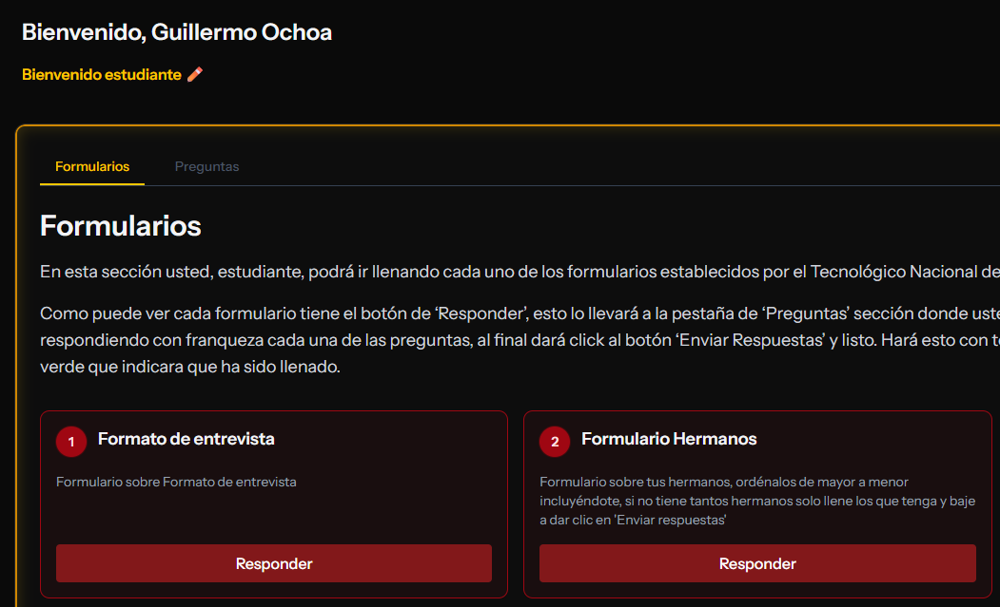 Bienvenido, Guillermo Ochoa
Bienvenido estudiante
Formularios
Preguntas
Formularios
En esta sección usted, estudiante, podrá ir llenando cada uno de los formularios establecidos por el Tecnológico Nacional de
Como puede ver cada formulario tiene el botón de ‘Responder’, esto lo llevará a la pestaña de ‘Preguntas’ sección donde
respondiendo con franqueza cada una de las preguntas, al final dará click al botón ‘Enviar Respuestas’ y listo. Hará esto con
verde que indicara que ha sido llenado.
1
Formato de entrevista
Formulario sobre Formato de entrevista
Responder
2
Formulario Hermanos
Formulario sobre tus hermanos, ordénalos de mayor a menor
incluyéndote, si no tiene tantos hermanos solo llene los que tenga y baje
a dar clic en 'Enviar respuestas'
Responder